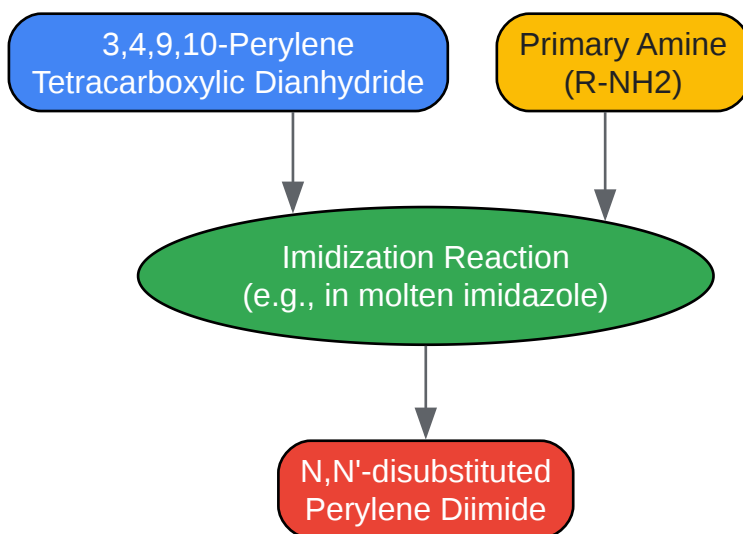 3,4,9,10-Perylene
Tetracarboxylic Dianhydride
Primary Amine
(R-NH2)
Imidization Reaction
(e.g., in molten imidazole)
N,N'-disubstituted
Perylene Diimide